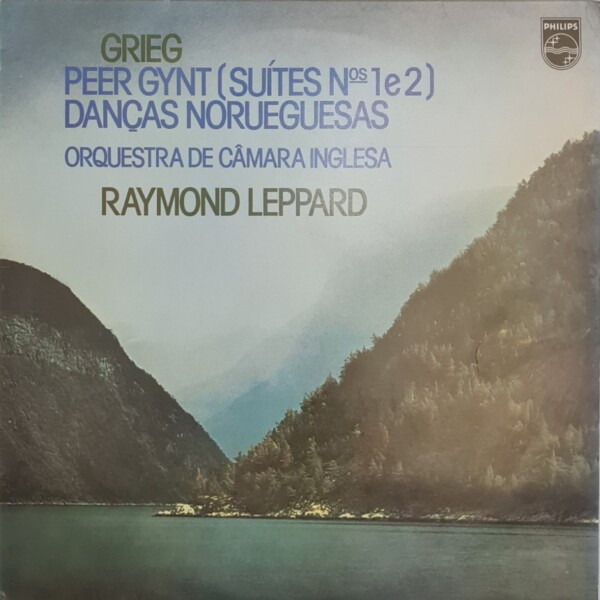 PHILIPS
GRIEG
PEER GYNT (SUÍTES Nos 1 e 2)
DANÇAS NORUEGUESAS
ORQUESTRA DE CÂMARA INGLESA
RAYMOND LEPPARD